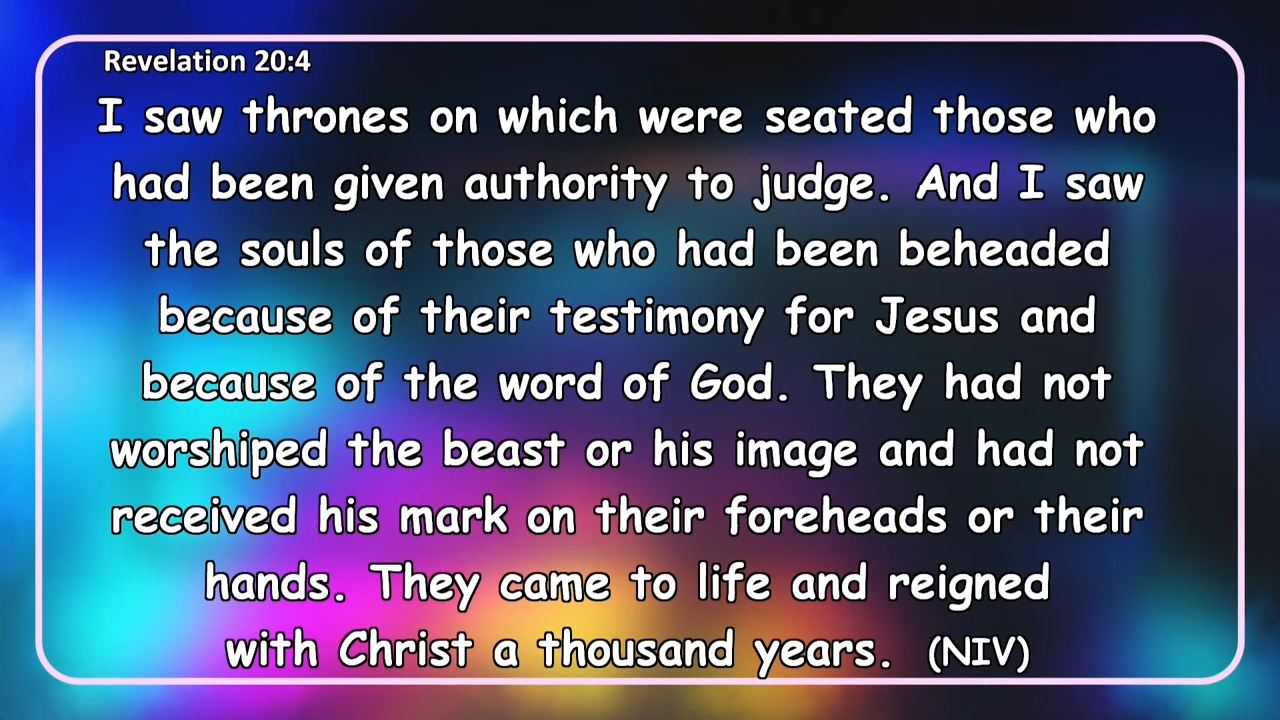 Revelation 20:4
I saw thrones on which were seated those who
had been given authority to judge. And I saw
the souls of those who had been beheaded
because of their testimony for Jesus and
because of the word of God. They had not
worshiped the beast or his image and had not
received his mark on their foreheads or their
hands. They came to life and reigned
with Christ a thousand years. (NIV)